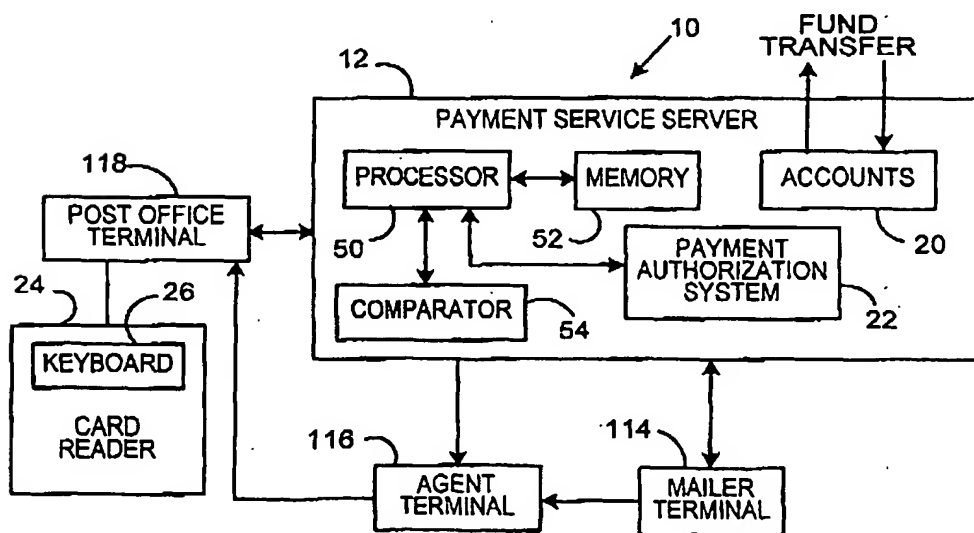 10
FUND
TRANSFER
12
PAYMENT SERVICE SERVER
118
PROCESSOR
MEMORY
ACCOUNTS
POST OFFICE
TERMINAL
50
52
20
PAYMENT
AUTHORIZATION
SYSTEM
24
26
COMPARATOR
54
22
KEYBOARD
CARD
READER
116
114
AGENT
TERMINAL
MAILER
TERMINAL